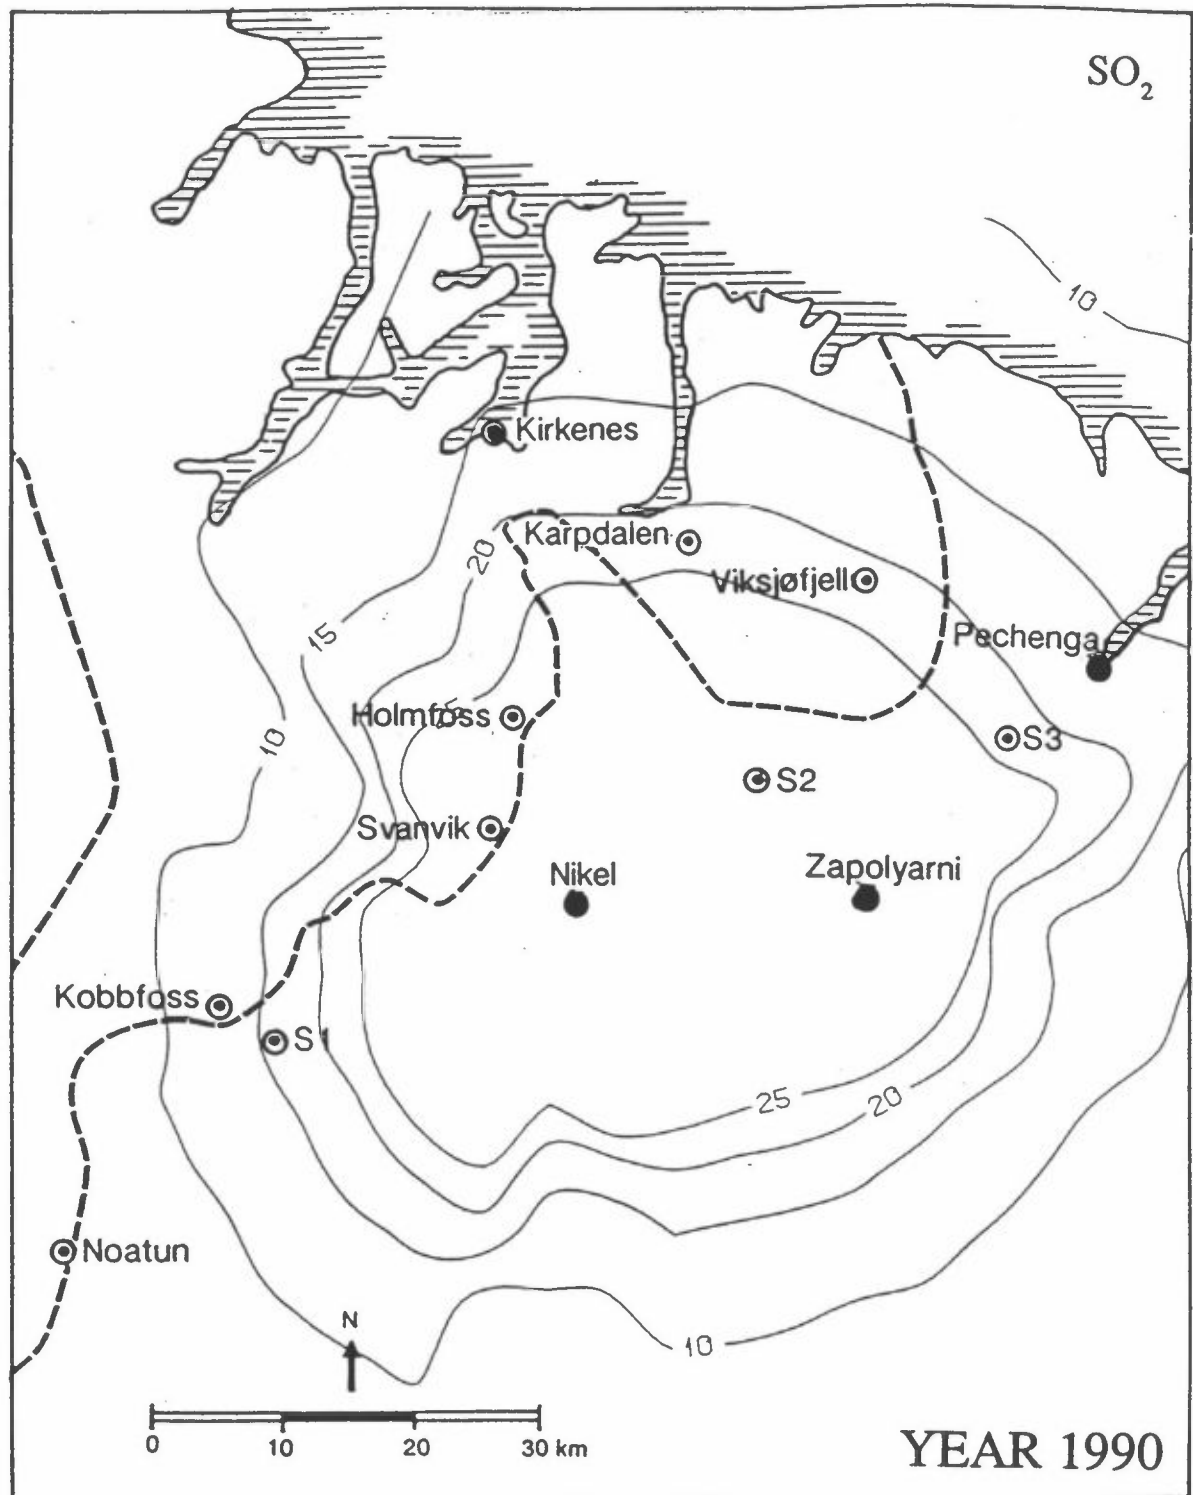 SO₂
10
Kirkenes
Karpdalen
20
Viksjøfjell
15
Pechenga
25
Holmfoss
10
S3
S2
Svanvik
Nikel
Zapolyarni
Kobbfoss
S1
25
20
Noatun
N
10
0 10 20 30 km
YEAR 1990